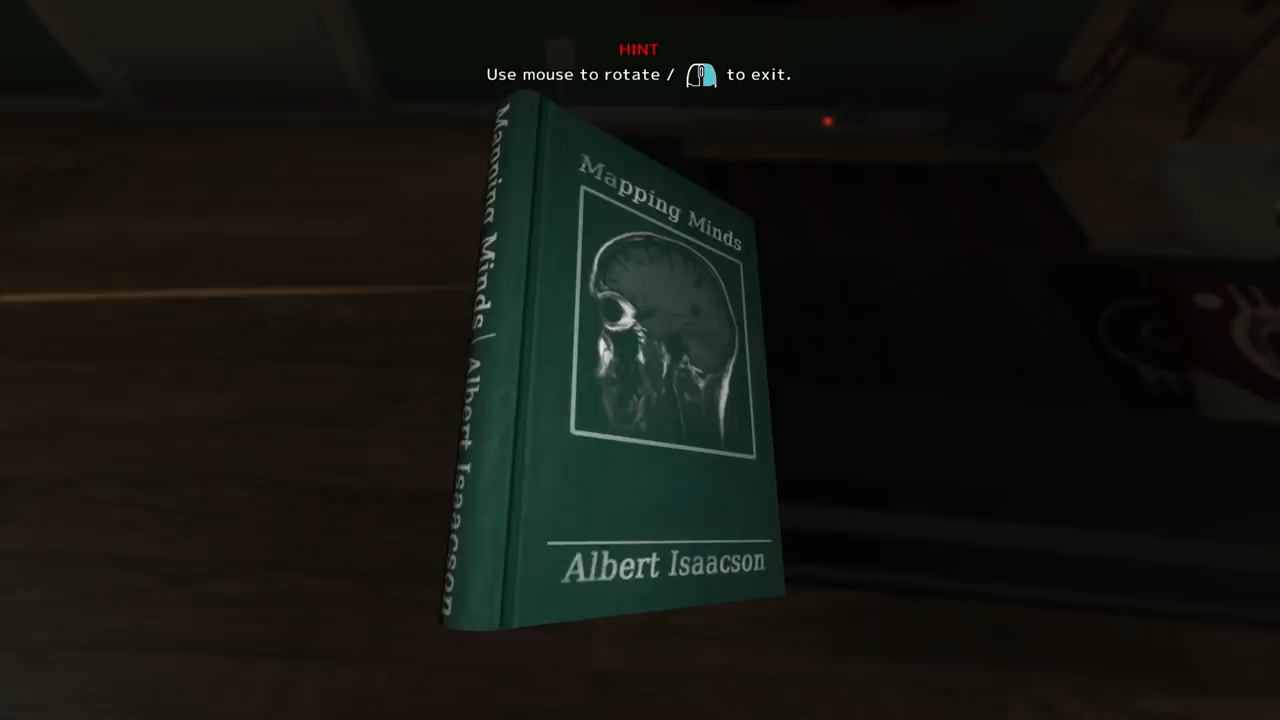 HINT
Use mouse to rotate / to exit.
Mapping Minds
Albert Isaacson
Mapping Minds | Albert Isaacson